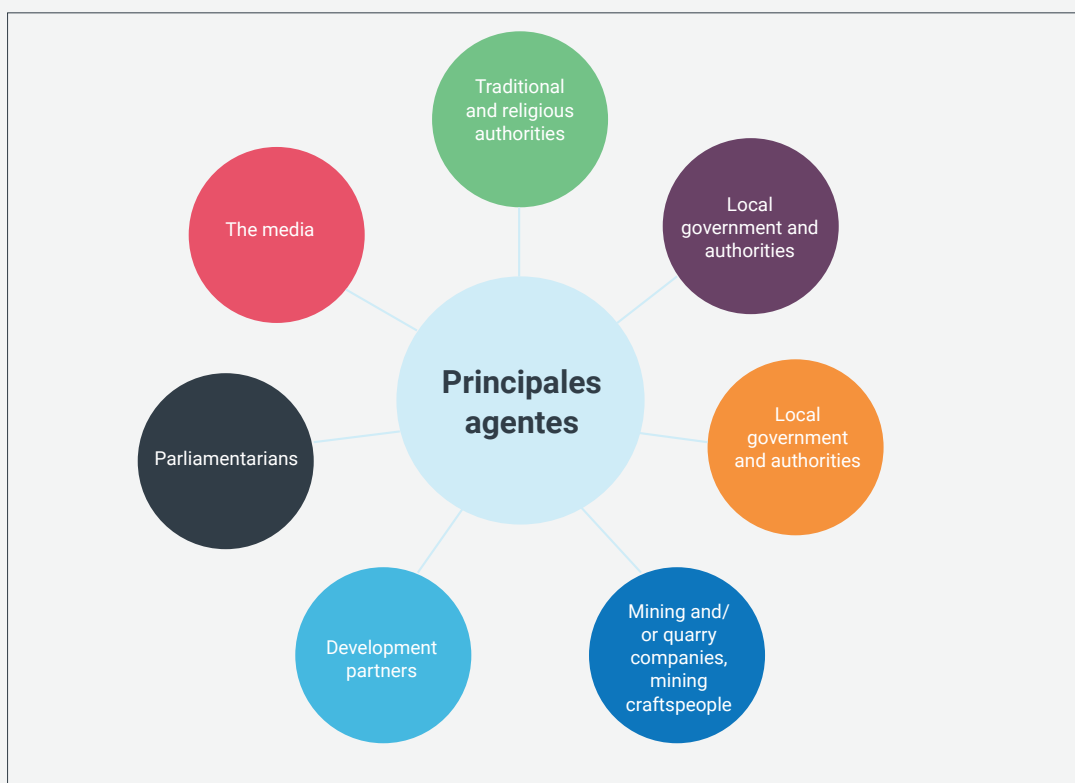 Traditional
and religious
authorities
Local
government and
authorities
Local
government
and authorities
Mining and/
or quarry
companies,
mining
craftspeople
Development
partners
Parliamentarians
The media
Principales
agentes